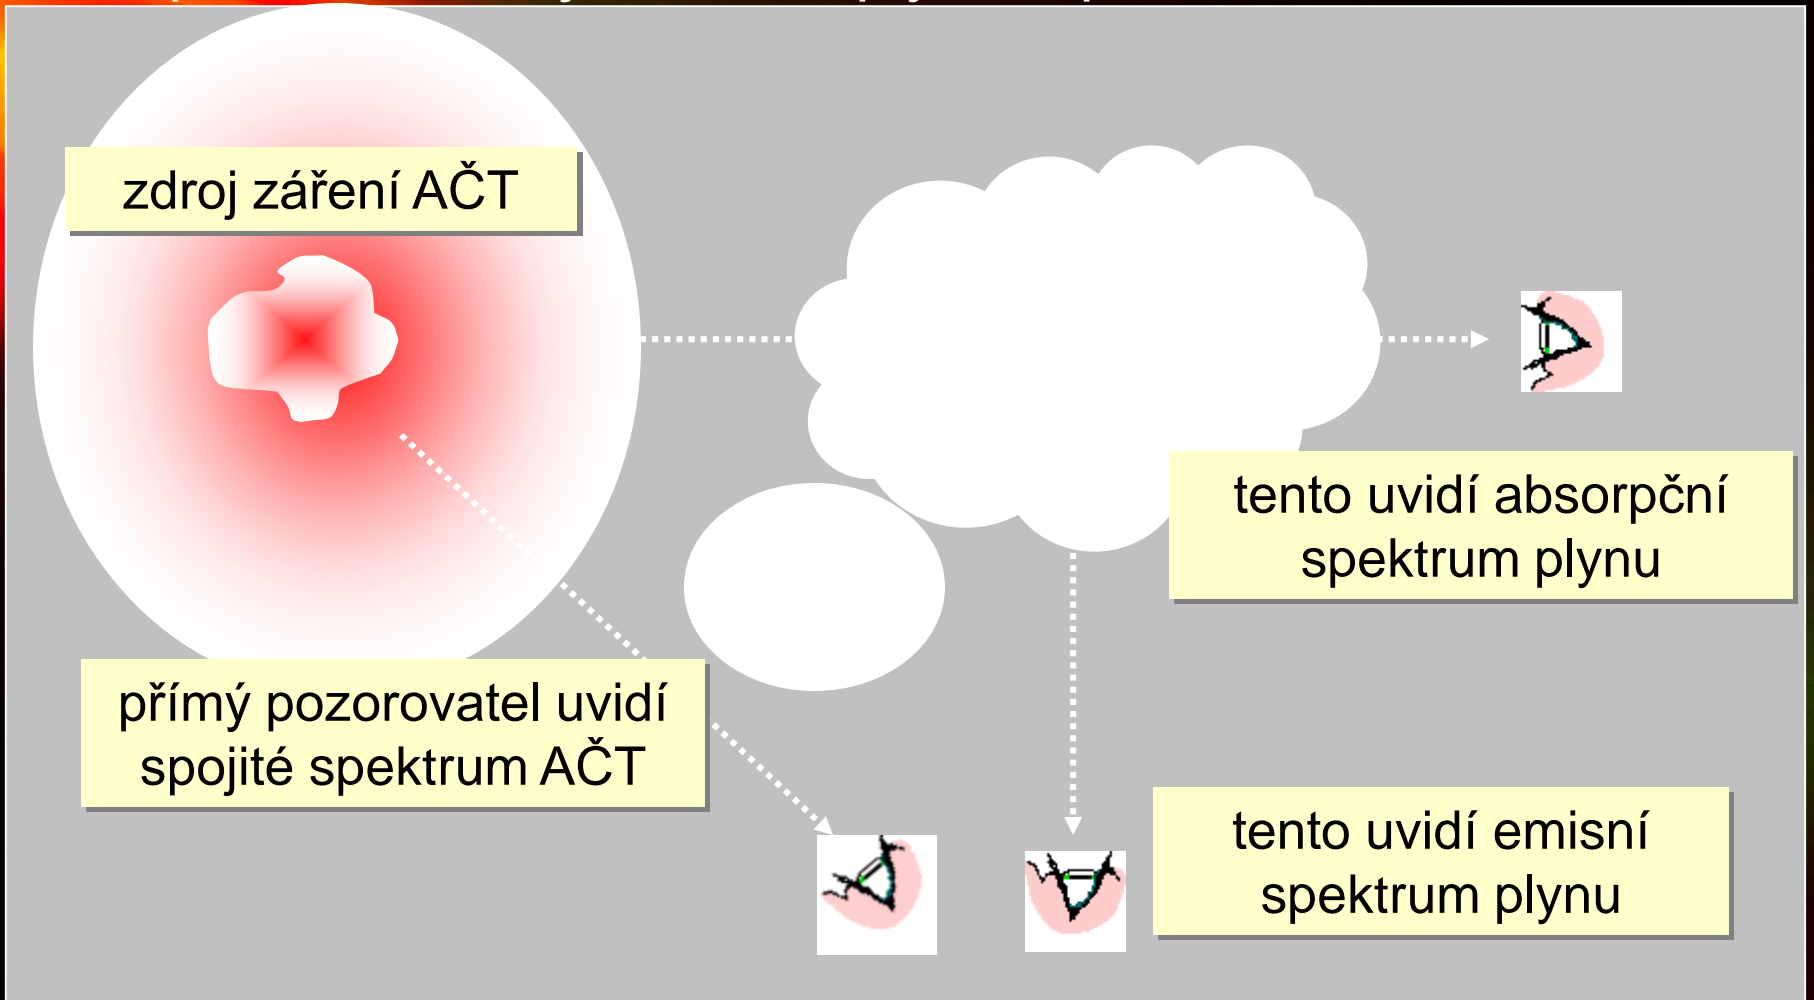 zdroj záření AČT
tento uvidí absorpční
spektrum plynu
přímý pozorovatel uvidí
spojité spektrum AČT
tento uvidí emisní
spektrum plynu